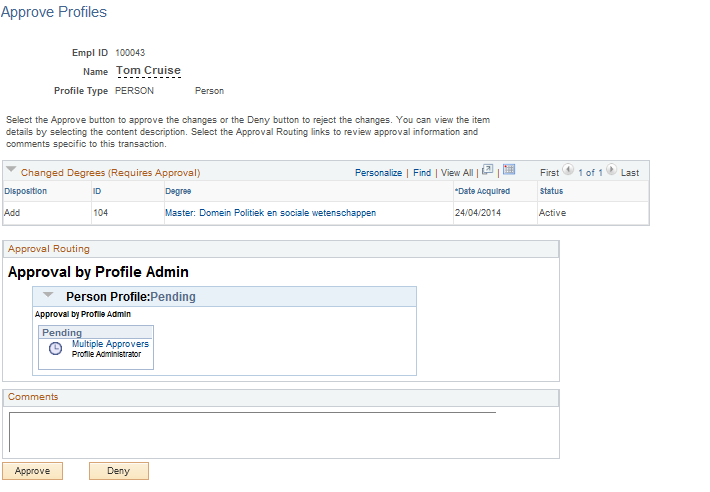 Approve Profiles
Empl ID 100043
Name Tom Cruise
Profile Type PERSON Person
Select the Approve button to approve the changes or the Deny button to reject the changes. You can view the item
details by selecting the content description. Select the Approval Routing links to review approval information and
comments specific to this transaction.
Changed Degrees (Requires Approval) Personalize | Find | View All | | First 1 of 1 Last
Disposition ID Degree *Date Acquired Status
Add 104 Master: Domein Politiek en sociale wetenschappen 24/04/2014 Active
Approval Routing
Approval by Profile Admin
Person Profile:Pending
Approval by Profile Admin
Pending
Multiple Approvers
Profile Administrator
Comments
Approve Deny